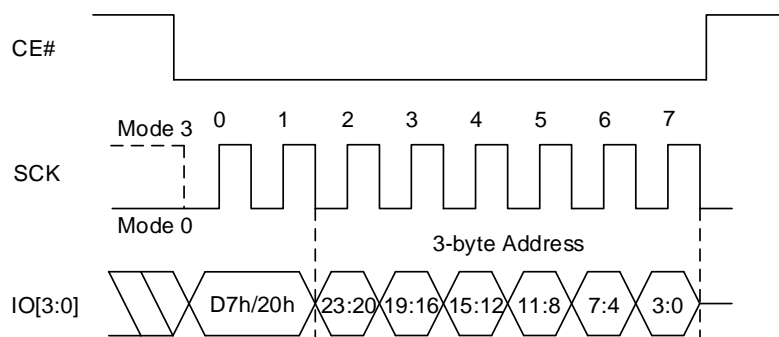 CE#
Mode 3
0 1 2 3 4 5 6 7
SCK
Mode 0
3-byte Address
IO[3:0]
D7h/20h 23:20 19:16 15:12 11:8 7:4 3:0